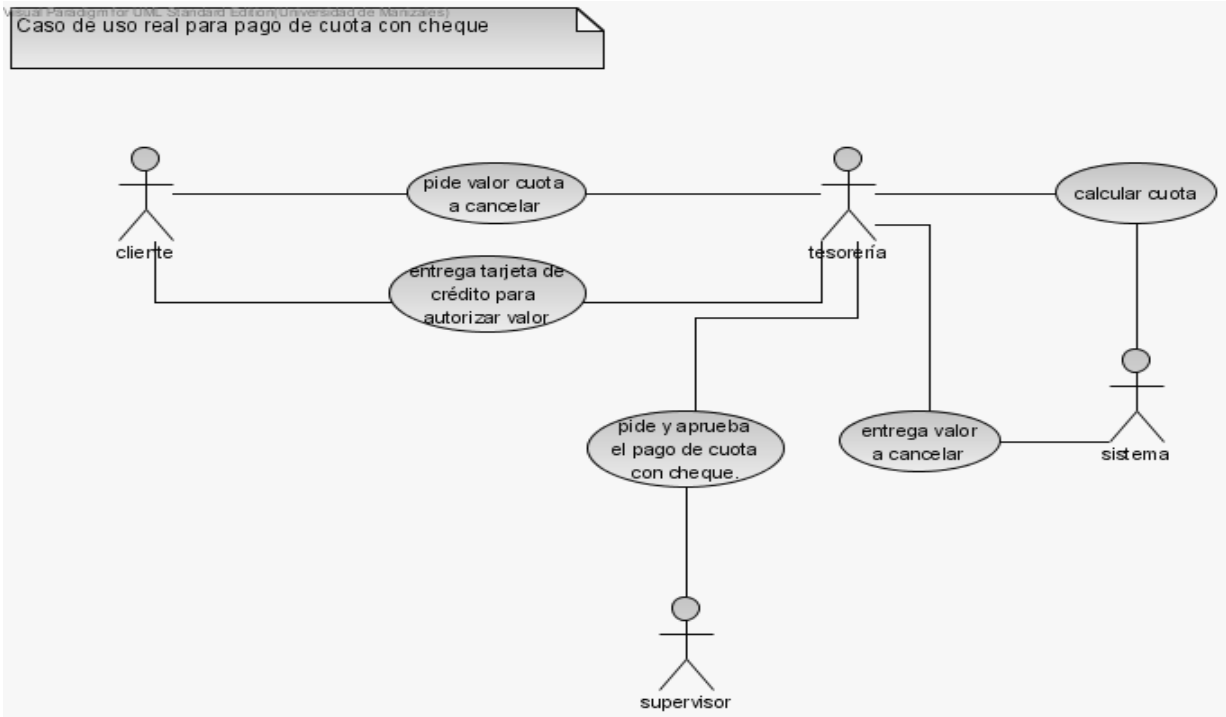 Visual Paradigm for UML Standard Edition(Universidad de Manizales)
Caso de uso real para pago de cuota con cheque
pide valor cuota
a cancelar
calcular cuota
cliente
tesorería
entrega tarjeta de
crédito para
autorizar valor
pide y aprueba
el pago de cuota
con cheque.
entrega valor
a cancelar
sistema
supervisor